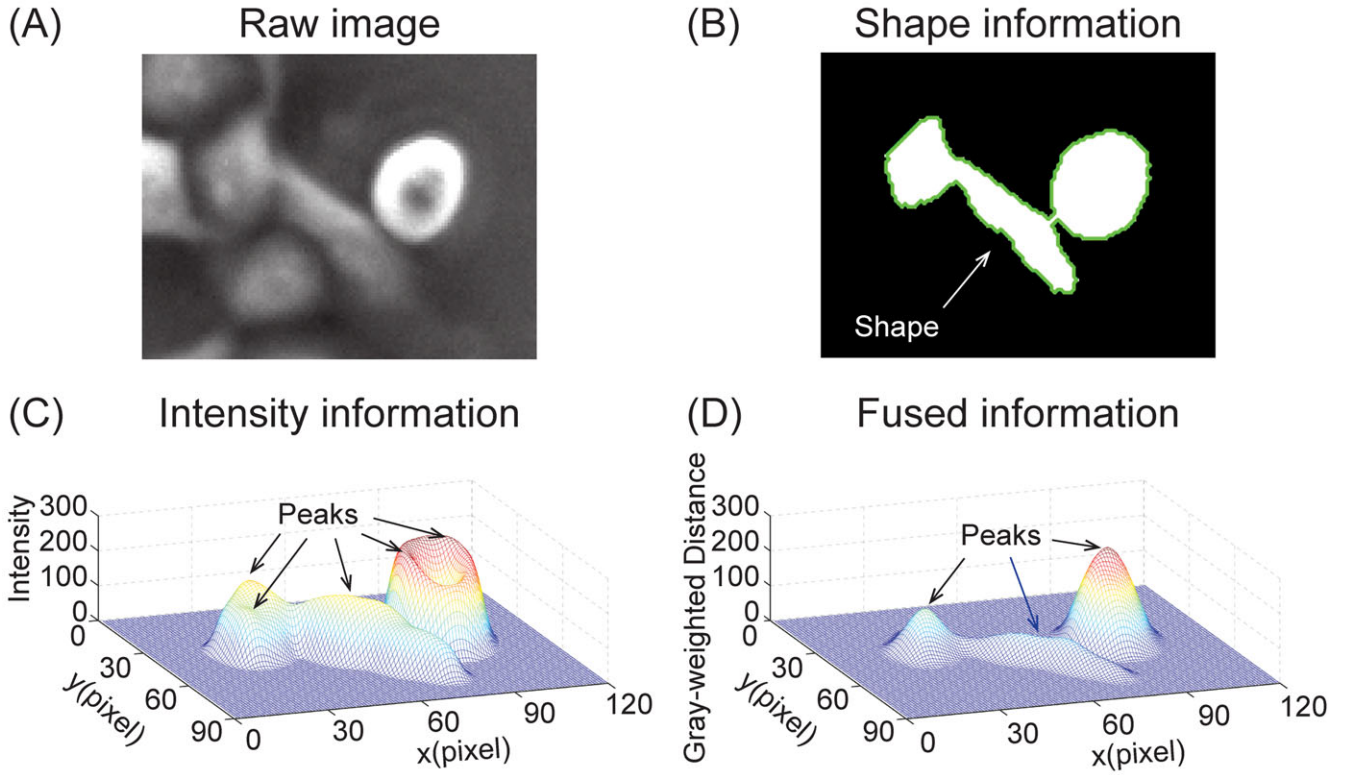 (A) Raw image
(B) Shape information
Shape
(C) Intensity information
Intensity
300
200
100
0
Peaks
0
30
60
90
y(pixel)
0
30
60
90
120
x(pixel)
(D) Fused information
Gray-weighted Distance
300
200
100
0
Peaks
0
30
60
90
y(pixel)
0
30
60
90
120
x(pixel)